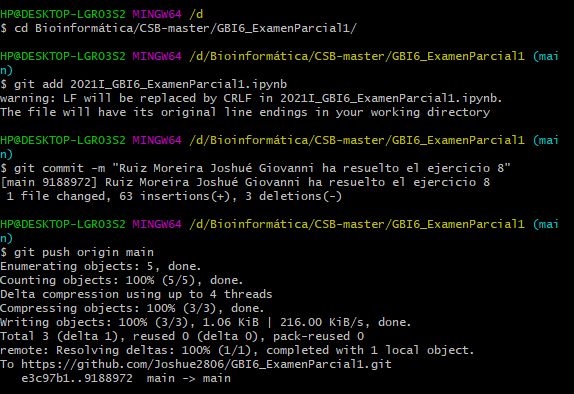 HP@DESKTOP-LGRO3S2 MINGW64 /d
$ cd Bioinformática/CSB-master/GBI6_ExamenParcial1/
HP@DESKTOP-LGRO3S2 MINGW64 /d/Bioinformática/CSB-master/GBI6_ExamenParcial1 (mai
n)
$ git add 2021I_GBI6_ExamenParcial1.ipynb
warning: LF will be replaced by CRLF in 2021I_GBI6_ExamenParcial1.ipynb.
The file will have its original line endings in your working directory
HP@DESKTOP-LGRO3S2 MINGW64 /d/Bioinformática/CSB-master/GBI6_ExamenParcial1 (mai
n)
$ git commit -m "Ruiz Moreira Joshué Giovanni ha resuelto el ejercicio 8"
[main 9188972] Ruiz Moreira Joshué Giovanni ha resuelto el ejercicio 8
 1 file changed, 63 insertions(+), 3 deletions(-)
HP@DESKTOP-LGRO3S2 MINGW64 /d/Bioinformática/CSB-master/GBI6_ExamenParcial1 (mai
n)
$ git push origin main
Enumerating objects: 5, done.
Counting objects: 100% (5/5), done.
Delta compression using up to 4 threads
Compressing objects: 100% (3/3), done.
Writing objects: 100% (3/3), 1.06 KiB | 216.00 KiB/s, done.
Total 3 (delta 1), reused 0 (delta 0), pack-reused 0
remote: Resolving deltas: 100% (1/1), completed with 1 local object.
To https://github.com/Joshue2806/GBI6_ExamenParcial1.git
   e3c97b1..9188972  main -> main